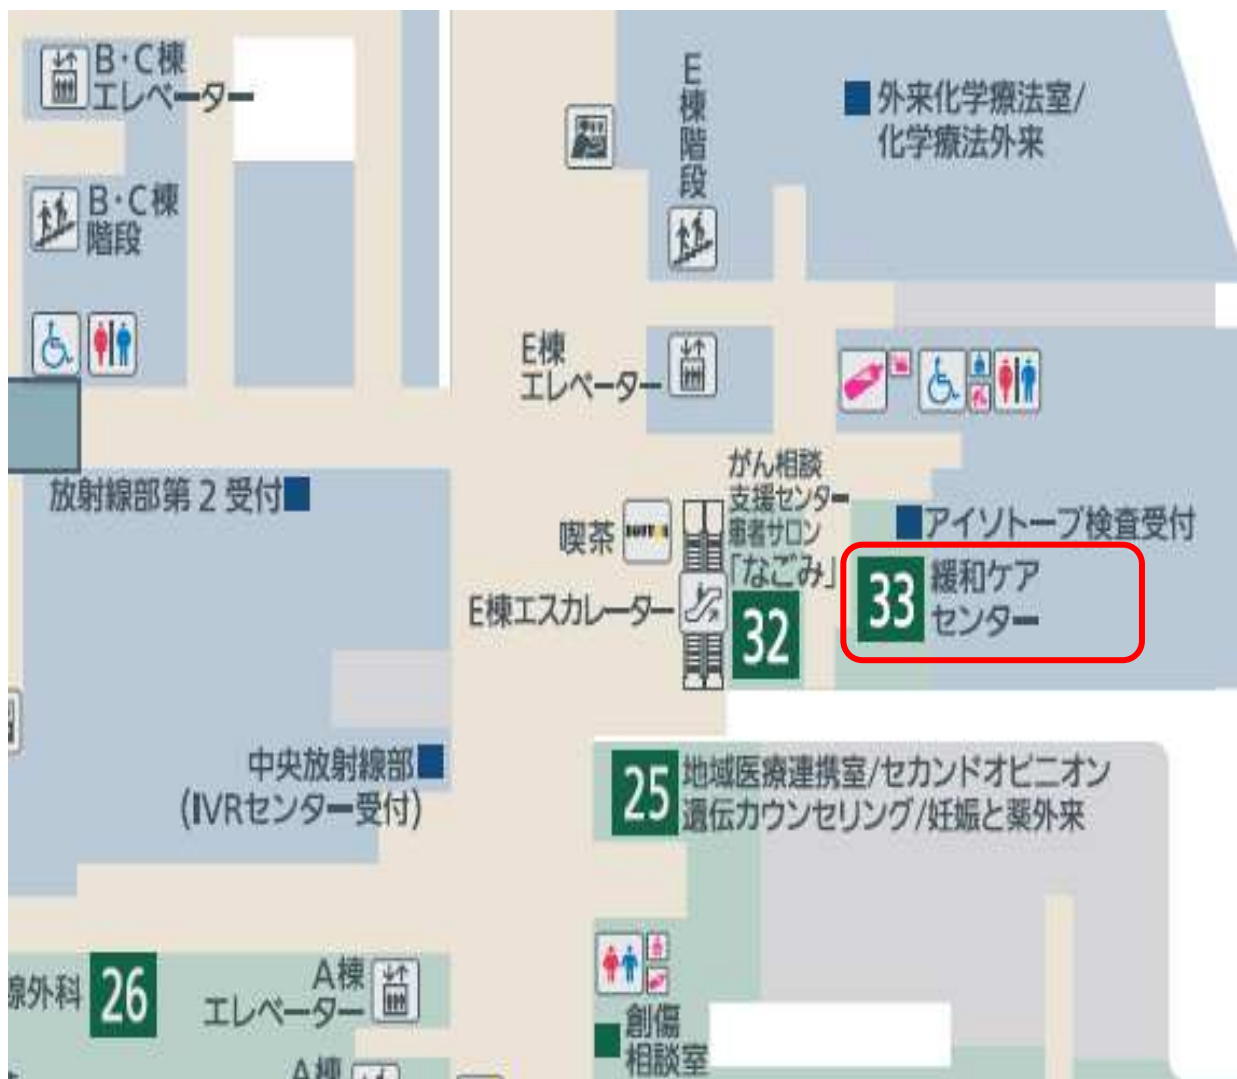 B・C棟
エレベーター
B・C棟
階段
E棟階段
外来化学療法室/
化学療法外来
E棟
エレベーター
放射線部第2受付
喫茶
E棟エスカレーター
がん相談
支援センター
患者サロン
「なごみ」
32
アイソトープ検査受付
33
緩和ケア
センター
中央放射線部
(IVRセンター受付)
25
地域医療連携室/セカンドオピニオン
遺伝カウンセリング/妊娠と薬外来
線外科
26
A棟
エレベーター
創傷
相談室
A棟